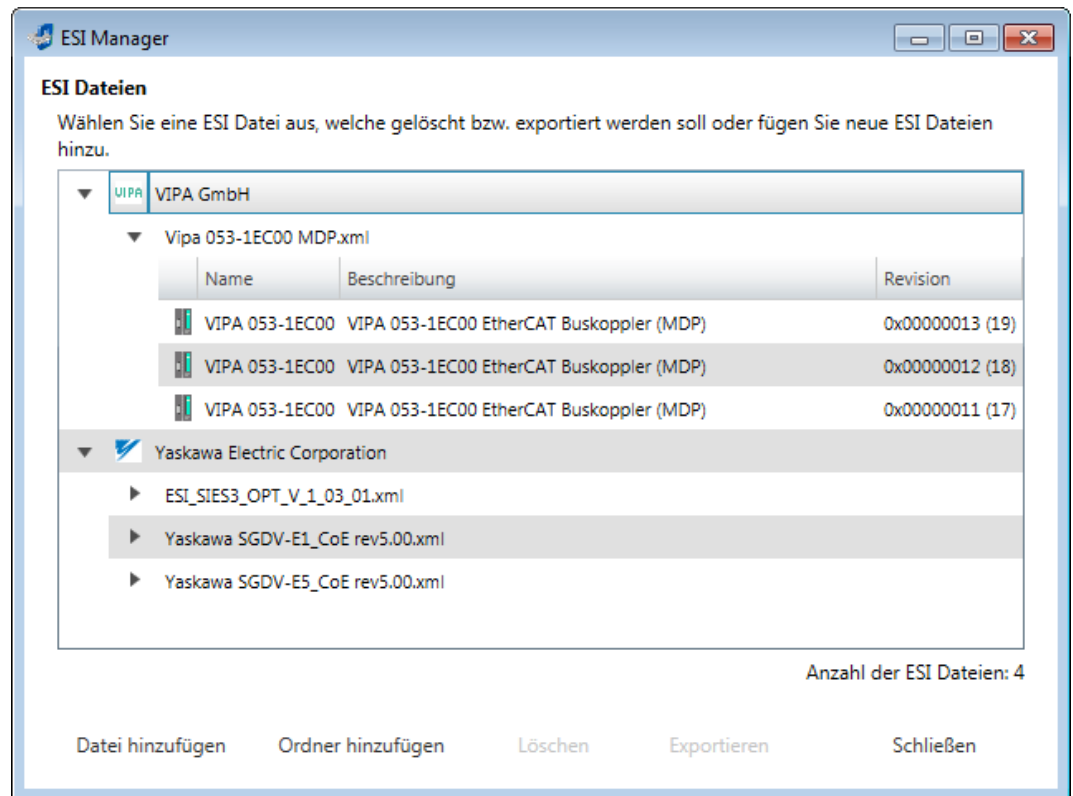 ESI Manager
ESI Dateien
Wählen Sie eine ESI Datei aus, welche gelöscht bzw. exportiert werden soll oder fügen Sie neue ESI Dateien
hinzu.
VIPA VIPA GmbH
Vipa 053-1EC00 MDP.xml
Name Beschreibung Revision
VIPA 053-1EC00 VIPA 053-1EC00 EtherCAT Buskoppler (MDP) 0x00000013 (19)
VIPA 053-1EC00 VIPA 053-1EC00 EtherCAT Buskoppler (MDP) 0x00000012 (18)
VIPA 053-1EC00 VIPA 053-1EC00 EtherCAT Buskoppler (MDP) 0x00000011 (17)
Yaskawa Electric Corporation
ESI_SIES3_OPT_V_1_03_01.xml
Yaskawa SGDV-E1_CoE rev5.00.xml
Yaskawa SGDV-E5_CoE rev5.00.xml
Anzahl der ESI Dateien: 4
Datei hinzufügen Ordner hinzufügen Löschen Exportieren Schließen